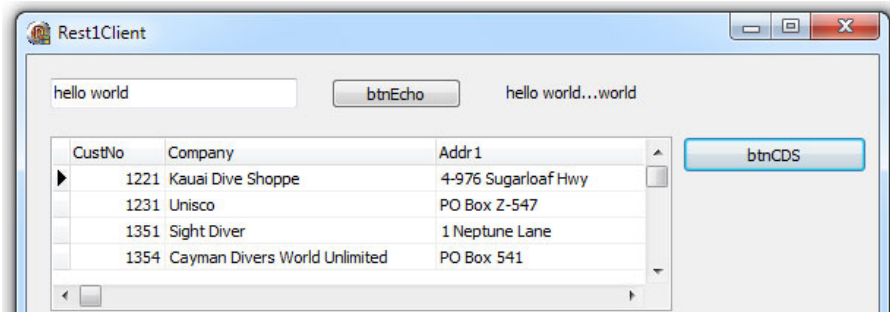 Rest1Client
hello world btnEcho hello world...world
CustNo Company Addr1 btnCDS
1221 Kauai Dive Shoppe 4-976 Sugarloaf Hwy
1231 Unisco PO Box Z-547
1351 Sight Diver 1 Neptune Lane
1354 Cayman Divers World Unlimited PO Box 541